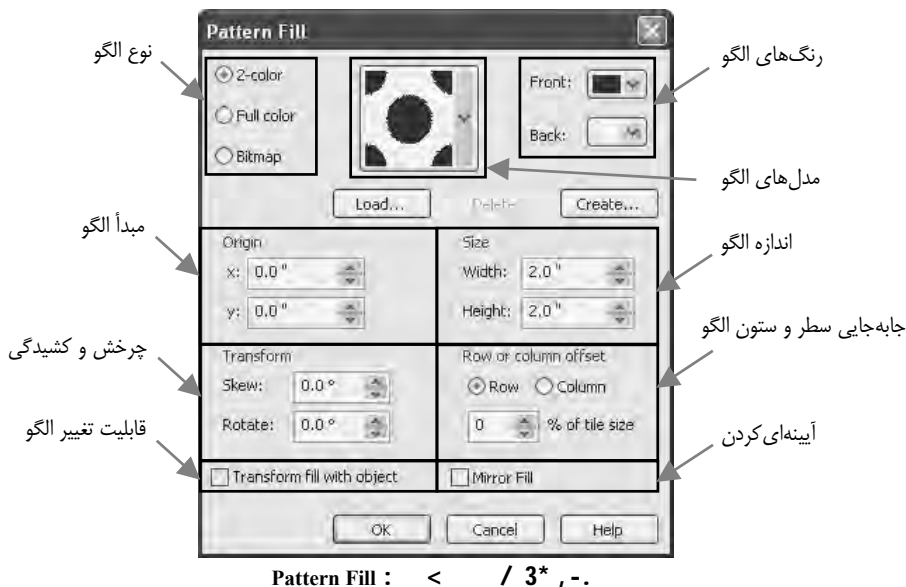 Pattern Fill
نوع الگو
2-color
Full color
Bitmap
Front:
Back:
رنگ‌های الگو
مدل‌های الگو
Load...
Delete
Create...
مبدأ الگو
Origin
x: 0.0 "
y: 0.0 "
Size
Width: 2.0 "
Height: 2.0 "
اندازه الگو
چرخش و کشیدگی
Transform
Skew: 0.0 °
Rotate: 0.0 °
Row or column offset
Row Column
0 % of tile size
جابه‌جایی سطر و ستون الگو
قابلیت تغییر الگو
Transform fill with object
Mirror Fill
آیینه‌ای‌کردن
OK
Cancel
Help
Pattern Fill : < / 3* ,-.